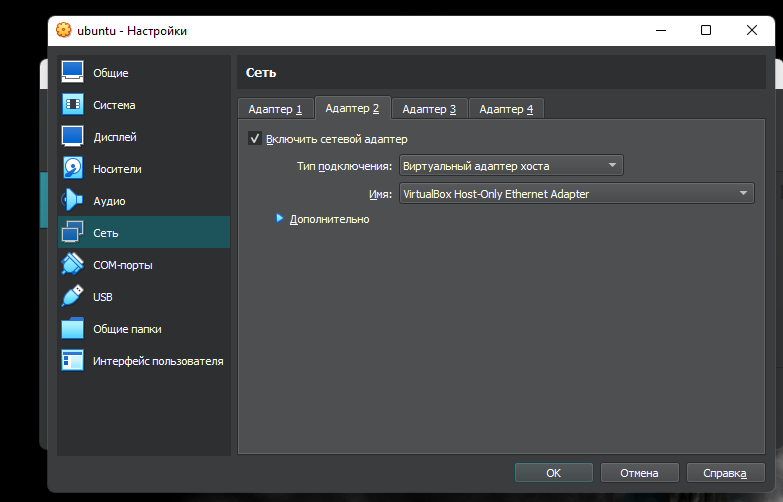 ubuntu - Настройки
Общие
Система
Дисплей
Носители
Аудио
Сеть
COM-порты
USB
Общие папки
Интерфейс пользователя
Сеть
Адаптер 1 Адаптер 2 Адаптер 3 Адаптер 4
Включить сетевой адаптер
Тип подключения: Виртуальный адаптер хоста
Имя: VirtualBox Host-Only Ethernet Adapter
Дополнительно
OK Отмена Справка